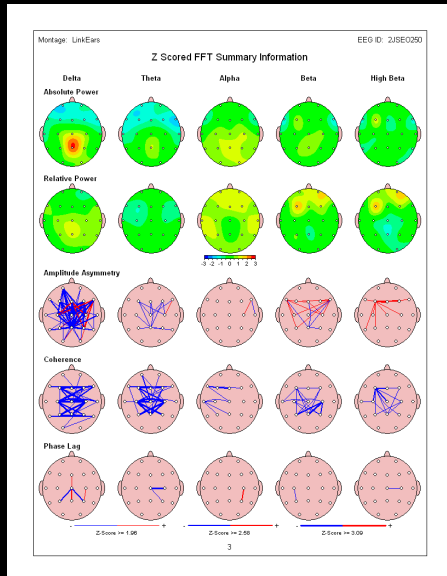 Montage: LinkEars EEG ID: 2JSEO250
Z Scored FFT Summary Information
Delta Theta Alpha Beta High Beta
Absolute Power
Relative Power
-3 -2 -1 0 1 2 3
Amplitude Asymmetry
Coherence
Phase Lag
- + - + - +
Z-Score >= 1.96 Z-Score >= 2.58 Z-Score >= 3.09
3